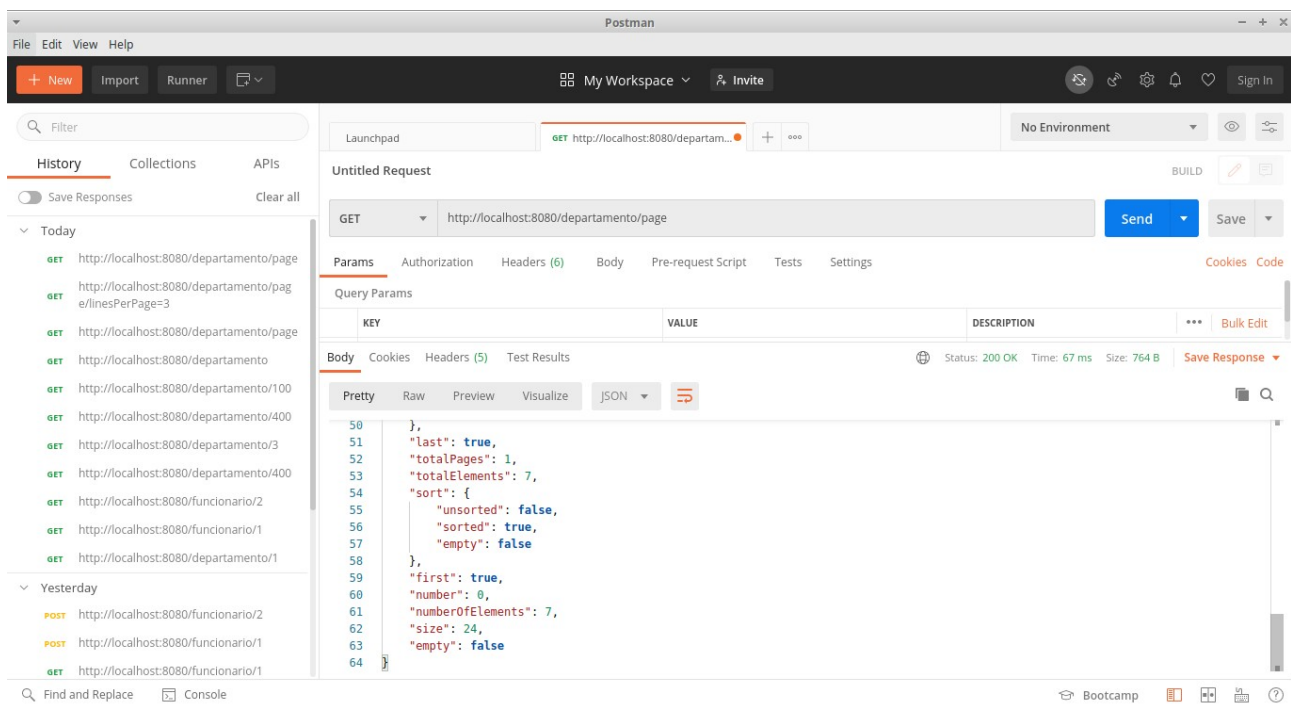 Postman
File Edit View Help
+ New Import Runner My Workspace Invite Sign In
Filter
History Collections APIs
Save Responses Clear all
Today
GET http://localhost:8080/departamento/page
GET http://localhost:8080/departamento/pag
e/linesPerPage=3
GET http://localhost:8080/departamento/page
GET http://localhost:8080/departamento
GET http://localhost:8080/departamento/100
GET http://localhost:8080/departamento/400
GET http://localhost:8080/departamento/3
GET http://localhost:8080/departamento/400
GET http://localhost:8080/funcionario/2
GET http://localhost:8080/funcionario/1
GET http://localhost:8080/departamento/1
Yesterday
POST http://localhost:8080/funcionario/2
POST http://localhost:8080/funcionario/1
GET http://localhost:8080/funcionario/1
Launchpad GET http://localhost:8080/departam... No Environment
Untitled Request BUILD
GET http://localhost:8080/departamento/page Send Save
Params Authorization Headers (6) Body Pre-request Script Tests Settings Cookies Code
Query Params
KEY VALUE DESCRIPTION Bulk Edit
Body Cookies Headers (5) Test Results Status: 200 OK Time: 67 ms Size: 764 B Save Response
Pretty Raw Preview Visualize JSON
50 },
51 "last": true,
52 "totalPages": 1,
53 "totalElements": 7,
54 "sort": {
55 "unsorted": false,
56 "sorted": true,
57 "empty": false
58 },
59 "first": true,
60 "number": 0,
61 "numberOfElements": 7,
62 "size": 24,
63 "empty": false
64 }
Find and Replace Console Bootcamp